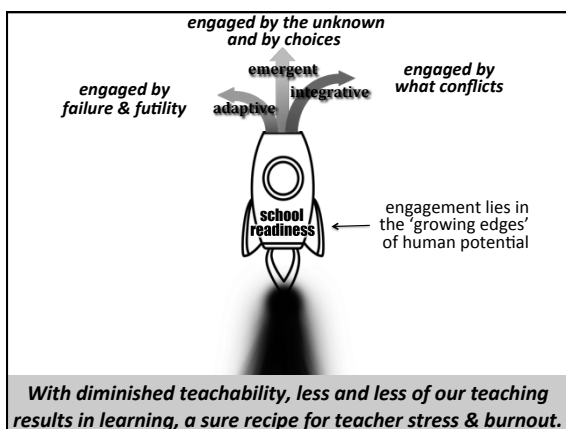 engaged by the unknown
and by choices
emergent
engaged by
failure & futility
adaptive
integrative
engaged by
what conflicts
school
readiness
engagement lies in
the ‘growing edges’
of human potential
With diminished teachability, less and less of our teaching
results in learning, a sure recipe for teacher stress & burnout.